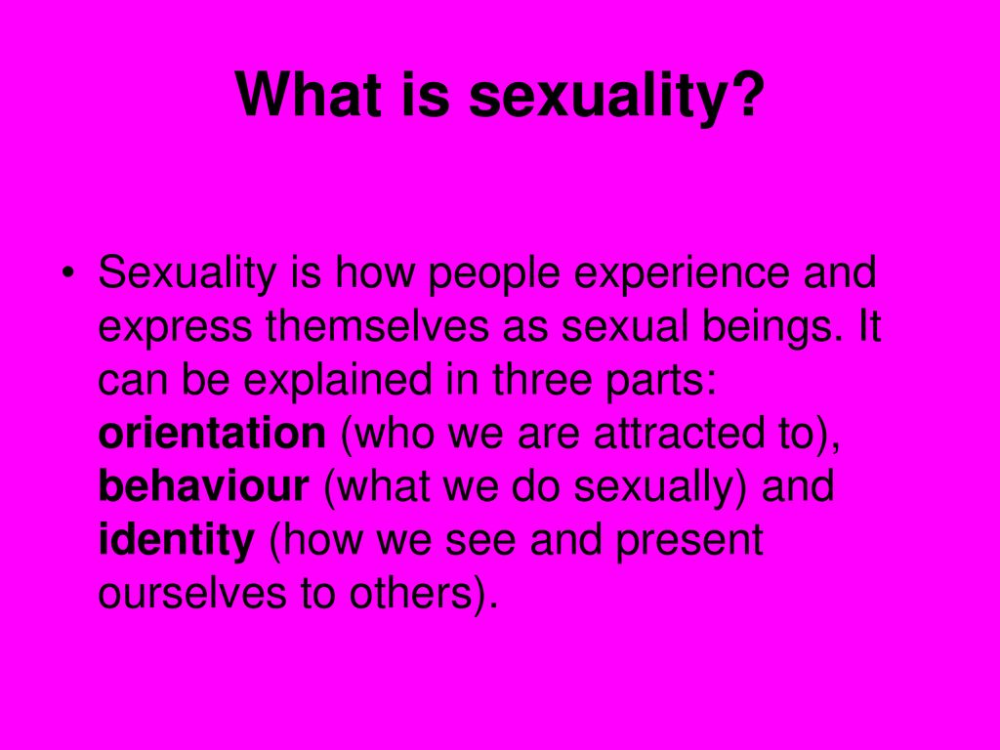 What is sexuality?
• Sexuality is how people experience and
express themselves as sexual beings. It
can be explained in three parts:
orientation (who we are attracted to),
behaviour (what we do sexually) and
identity (how we see and present
ourselves to others).